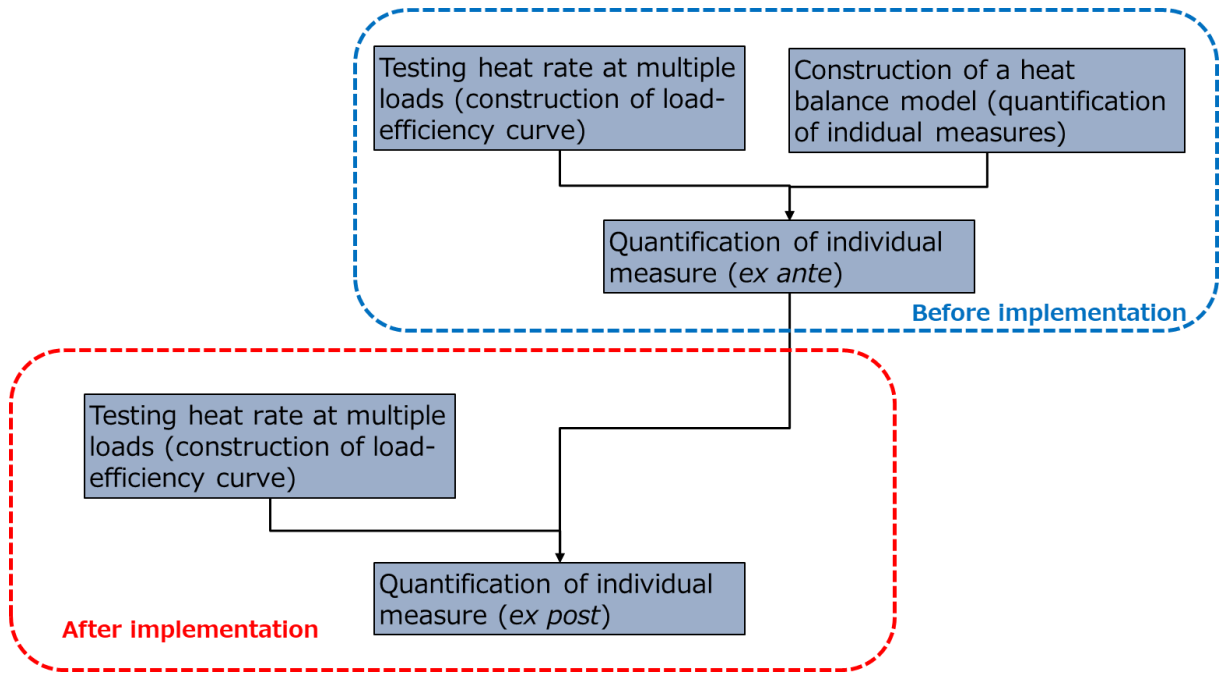 Testing heat rate at multiple
loads (construction of load-
efficiency curve)
Construction of a heat
balance model (quantification
of indidual measures)
Quantification of individual
measure (ex ante)
Before implementation
Testing heat rate at multiple
loads (construction of load-
efficiency curve)
Quantification of individual
measure (ex post)
After implementation